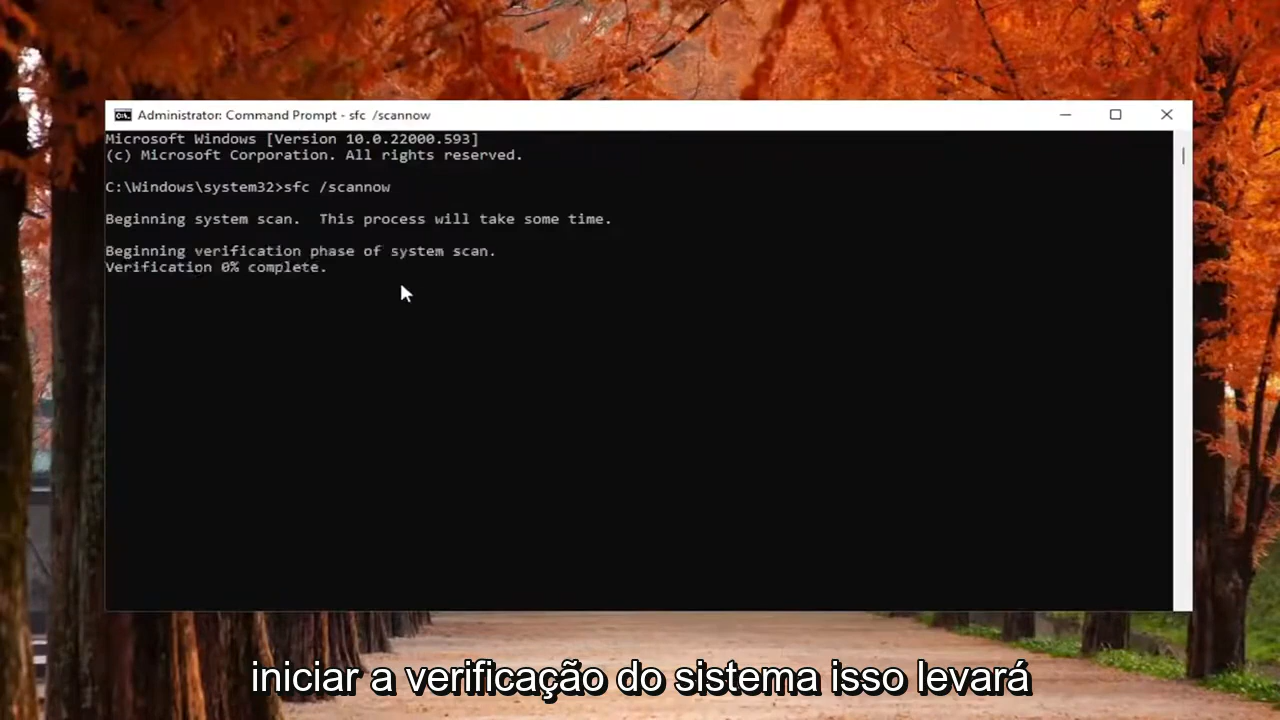 Administrator: Command Prompt - sfc /scannow
Microsoft Windows [Version 10.0.22000.593]
(c) Microsoft Corporation. All rights reserved.
C:\Windows\system32>sfc /scannow
Beginning system scan.  This process will take some time.
Beginning verification phase of system scan.
Verification 0% complete.
iniciar a verificação do sistema isso levará